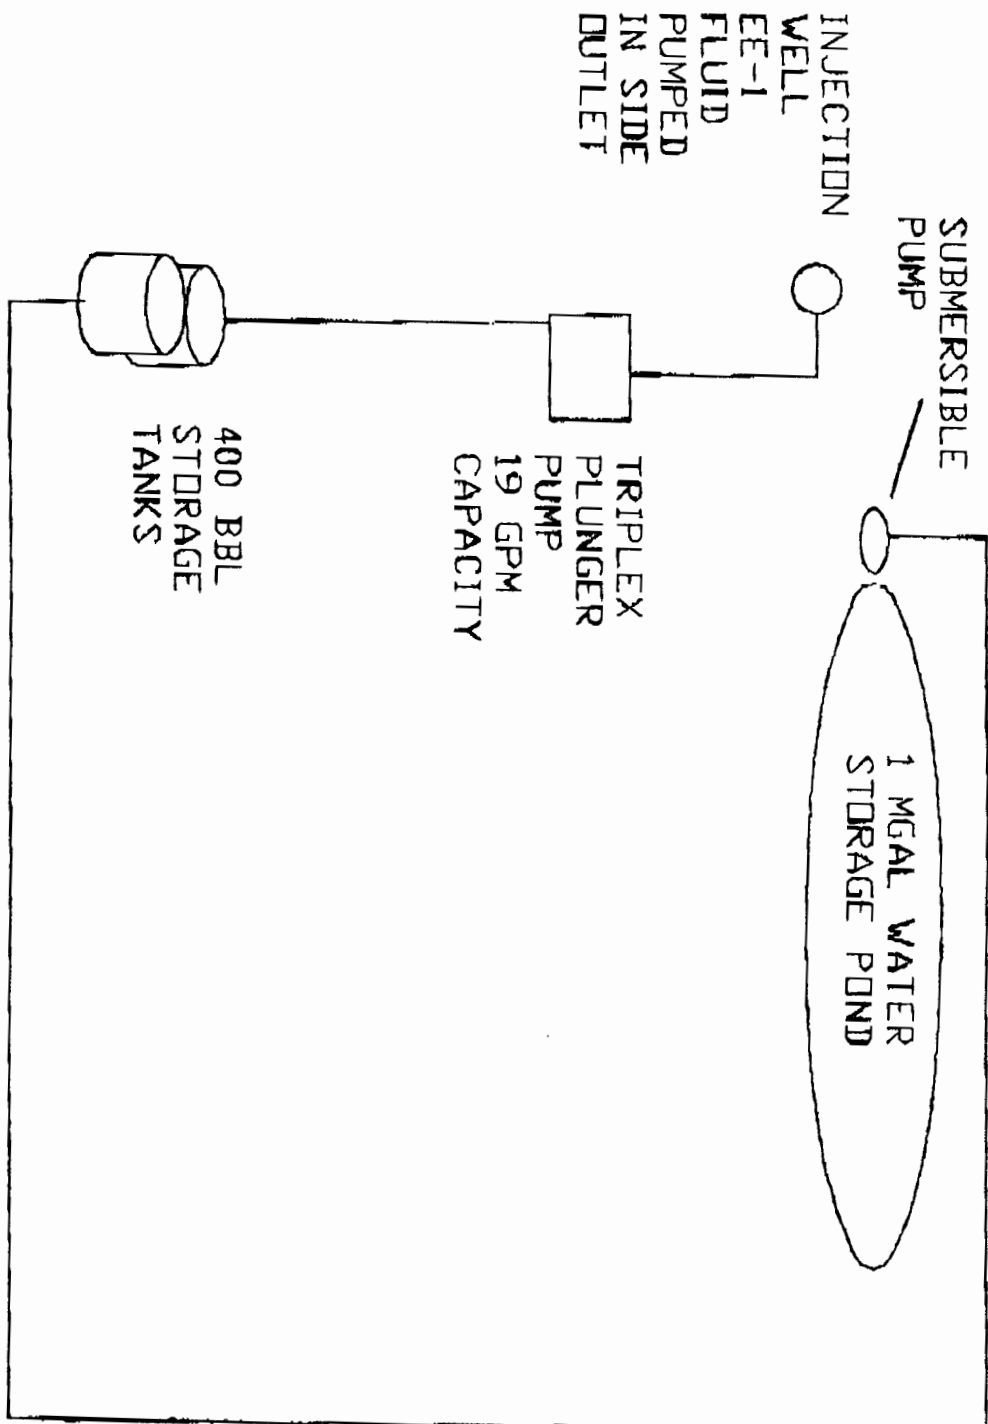 SUBMERSIBLE
PUMP
1 MGAL WATER
STORAGE POND
INJECTION
WELL
EE-1
FLUID
PUMPED
IN SIDE
OUTLET
TRIPLEX
PLUNGER
PUMP
19 GPM
CAPACITY
400 BBL
STORAGE
TANKS